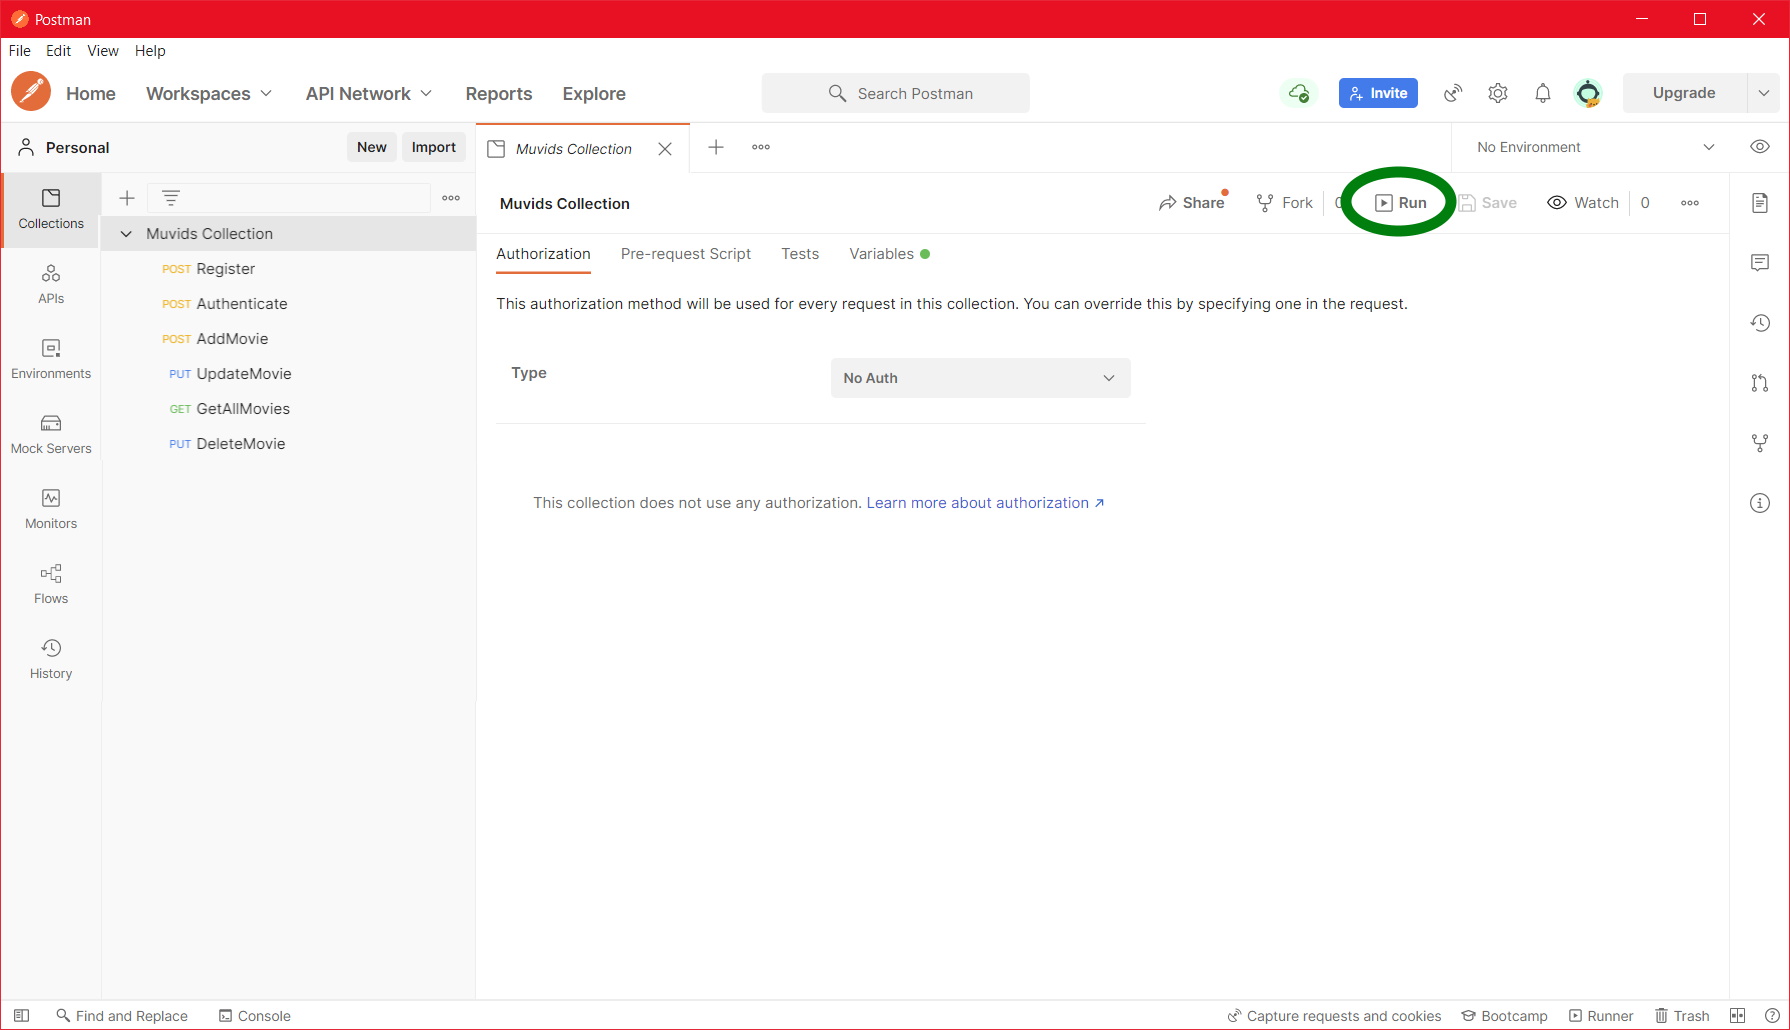 Postman
File Edit View Help
Home Workspaces API Network Reports Explore Search Postman Invite Upgrade
Personal New Import Muvids Collection No Environment
Collections
Muvids Collection Share Fork 0 Run Save Watch 0
Muvids Collection
Authorization Pre-request Script Tests Variables
POST Register
APIs
POST Authenticate
This authorization method will be used for every request in this collection. You can override this by specifying one in the request.
POST AddMovie
Environments
PUT UpdateMovie
Type No Auth
GET GetAllMovies
Mock Servers
PUT DeleteMovie
Monitors
This collection does not use any authorization. Learn more about authorization ↗
Flows
History
Find and Replace Console Capture requests and cookies Bootcamp Runner Trash